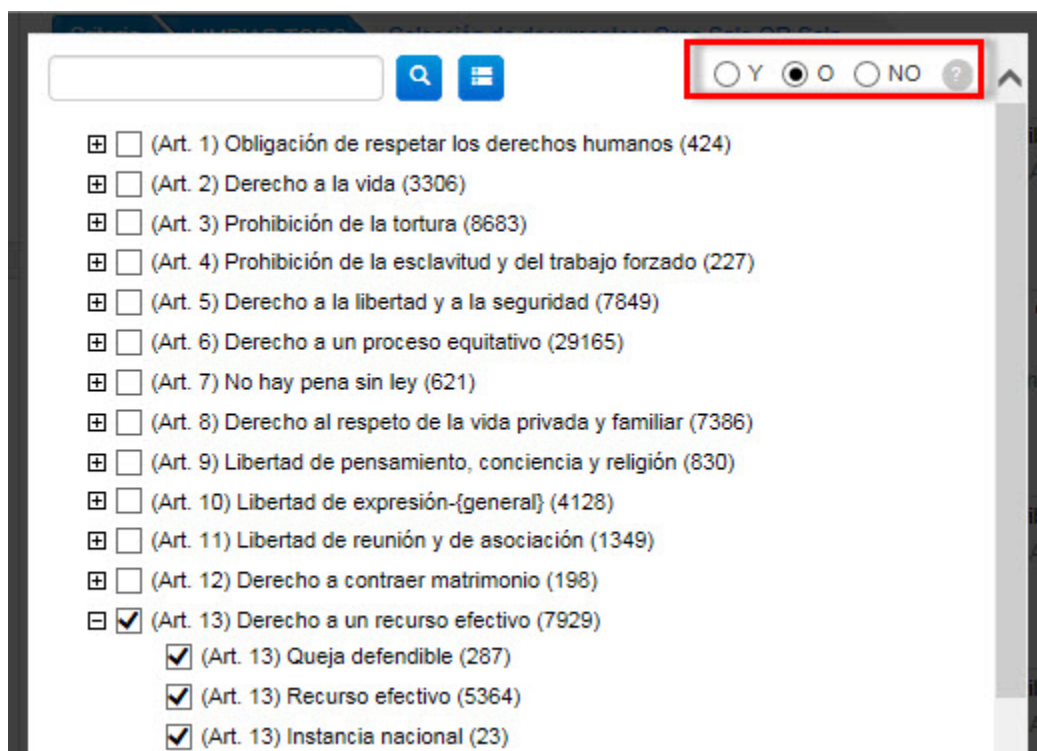 Y O NO ?
(Art. 1) Obligación de respetar los derechos humanos (424)
(Art. 2) Derecho a la vida (3306)
(Art. 3) Prohibición de la tortura (8683)
(Art. 4) Prohibición de la esclavitud y del trabajo forzado (227)
(Art. 5) Derecho a la libertad y a la seguridad (7849)
(Art. 6) Derecho a un proceso equitativo (29165)
(Art. 7) No hay pena sin ley (621)
(Art. 8) Derecho al respeto de la vida privada y familiar (7386)
(Art. 9) Libertad de pensamiento, conciencia y religión (830)
(Art. 10) Libertad de expresión-{general} (4128)
(Art. 11) Libertad de reunión y de asociación (1349)
(Art. 12) Derecho a contraer matrimonio (198)
(Art. 13) Derecho a un recurso efectivo (7929)
(Art. 13) Queja defendible (287)
(Art. 13) Recurso efectivo (5364)
(Art. 13) Instancia nacional (23)